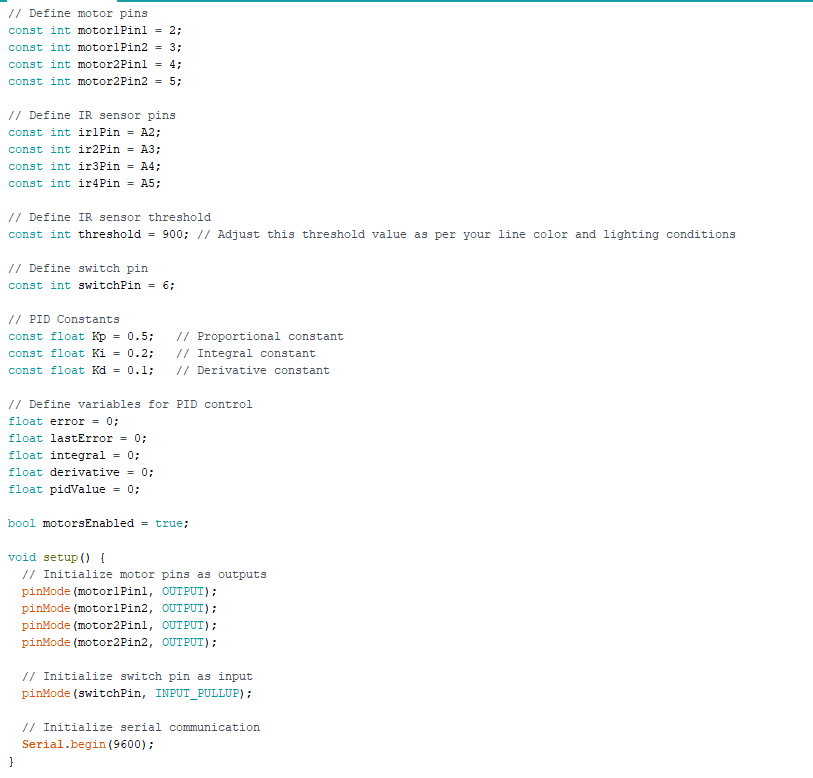 // Define motor pins
const int motor1Pin1 = 2;
const int motor1Pin2 = 3;
const int motor2Pin1 = 4;
const int motor2Pin2 = 5;

// Define IR sensor pins
const int ir1Pin = A2;
const int ir2Pin = A3;
const int ir3Pin = A4;
const int ir4Pin = A5;

// Define IR sensor threshold
const int threshold = 900; // Adjust this threshold value as per your line color and lighting conditions

// Define switch pin
const int switchPin = 6;

// PID Constants
const float Kp = 0.5;   // Proportional constant
const float Ki = 0.2;   // Integral constant
const float Kd = 0.1;   // Derivative constant

// Define variables for PID control
float error = 0;
float lastError = 0;
float integral = 0;
float derivative = 0;
float pidValue = 0;

bool motorsEnabled = true;

void setup() {
  // Initialize motor pins as outputs
  pinMode(motor1Pin1, OUTPUT);
  pinMode(motor1Pin2, OUTPUT);
  pinMode(motor2Pin1, OUTPUT);
  pinMode(motor2Pin2, OUTPUT);

  // Initialize switch pin as input
  pinMode(switchPin, INPUT_PULLUP);

  // Initialize serial communication
  Serial.begin(9600);
}